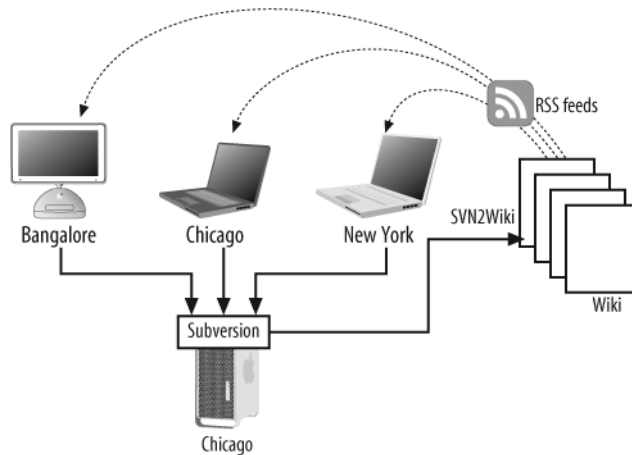 RSS feeds
SVN2Wiki
Bangalore
Chicago
New York
Wiki
Subversion
Chicago